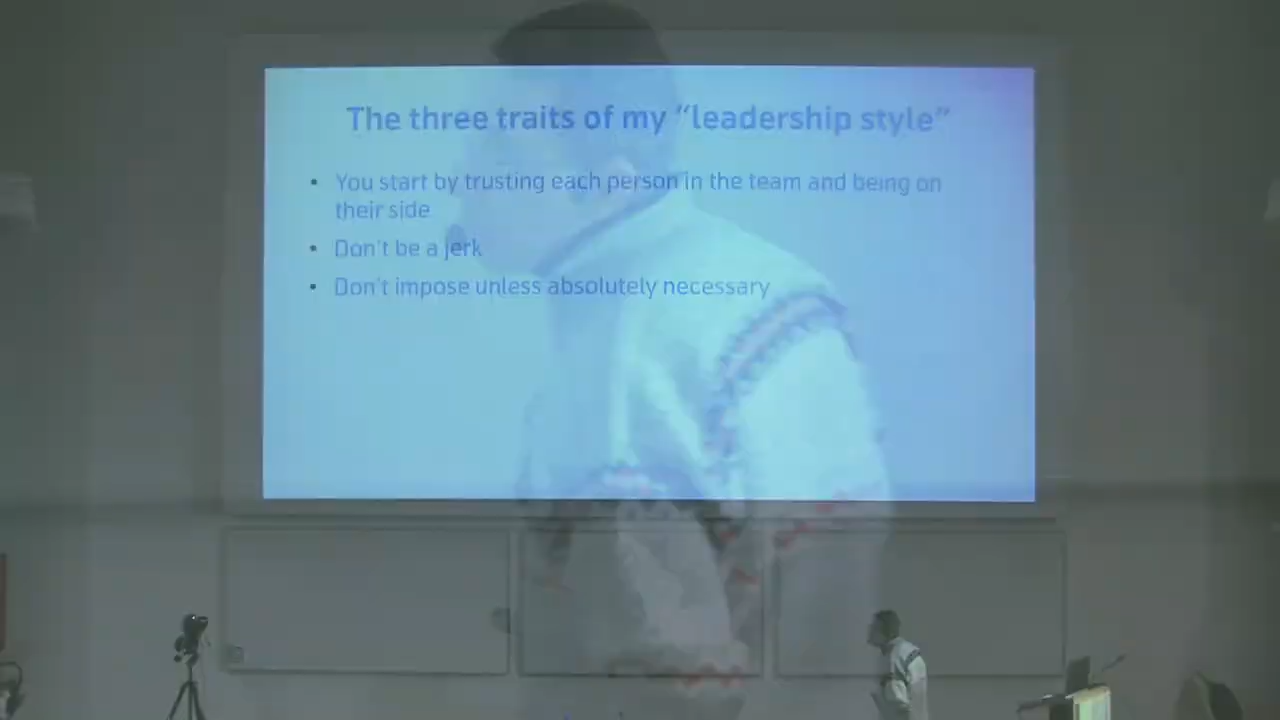 The three traits of my “leadership style”
• You start by trusting each person in the team and being on
their side
• Don't be a jerk
• Don't impose unless absolutely necessary